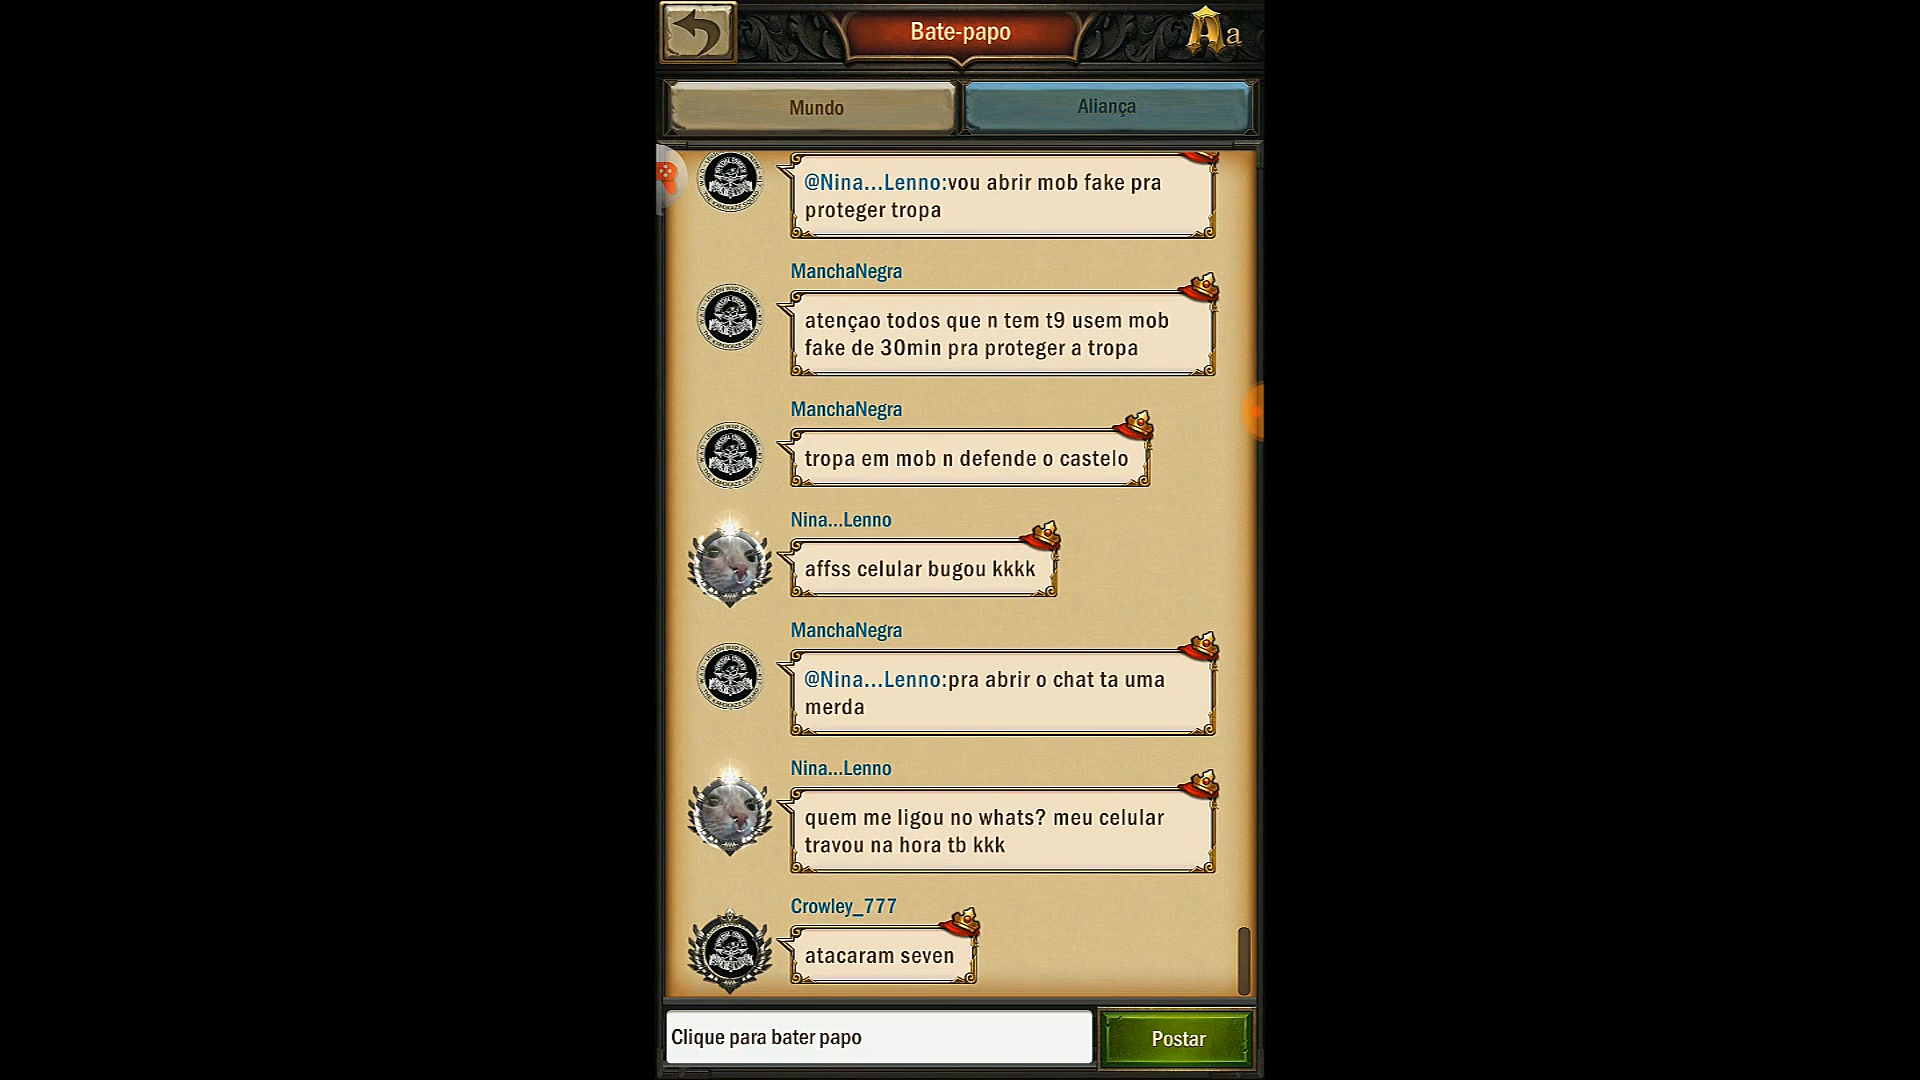 Bate-papo
Aa
Mundo
Aliança
@Nina...Lenno:vou abrir mob fake pra
proteger tropa
ManchaNegra
atençao todos que n tem t9 usem mob
fake de 30min pra proteger a tropa
ManchaNegra
tropa em mob n defende o castelo
Nina...Lenno
affss celular bugou kkkk
ManchaNegra
@Nina...Lenno:pra abrir o chat ta uma
merda
Nina...Lenno
quem me ligou no whats? meu celular
travou na hora tb kkk
Crowley_777
atacaram seven
Clique para bater papo
Postar